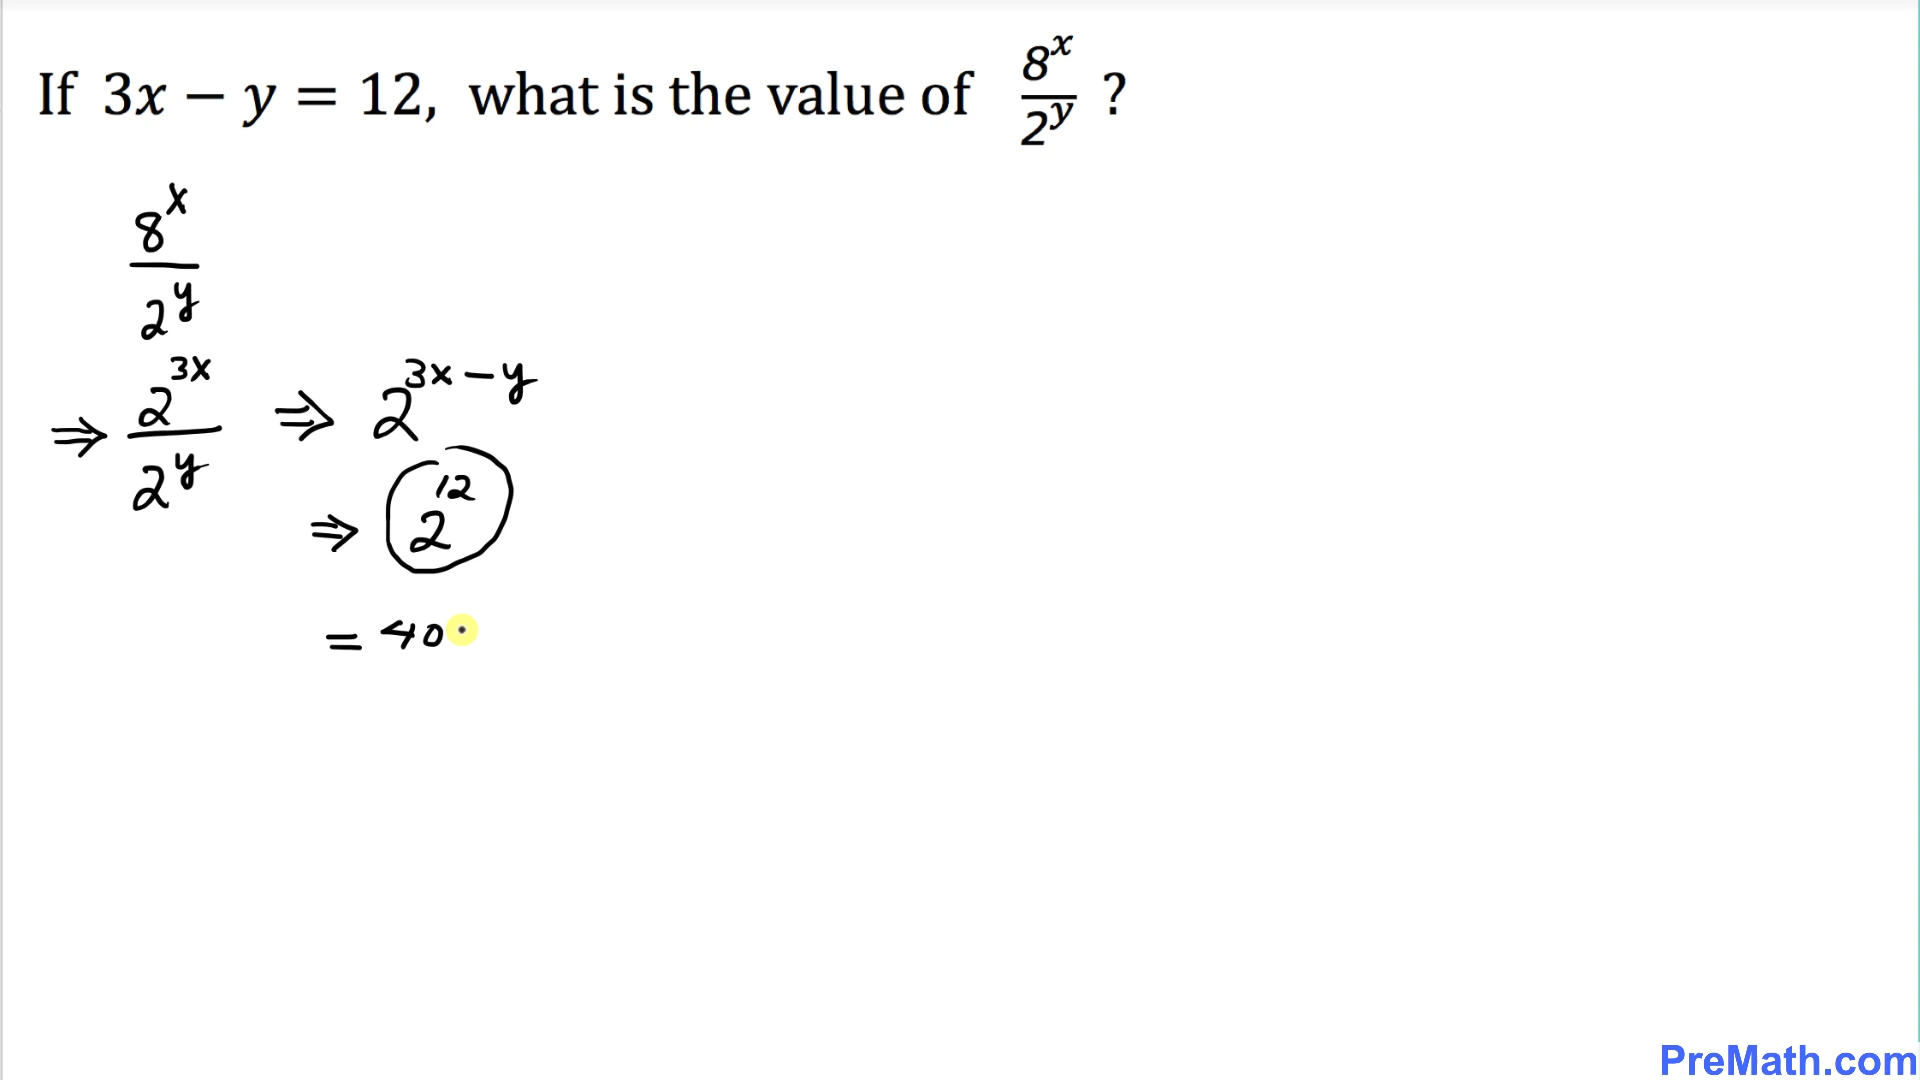 If 3x − y = 12, what is the value of 8^x/2^y ?
8^x
2^y
⇒ 2^3x/2^y ⇒ 2^3x−y
⇒ 2^12
= 40
PreMath.com